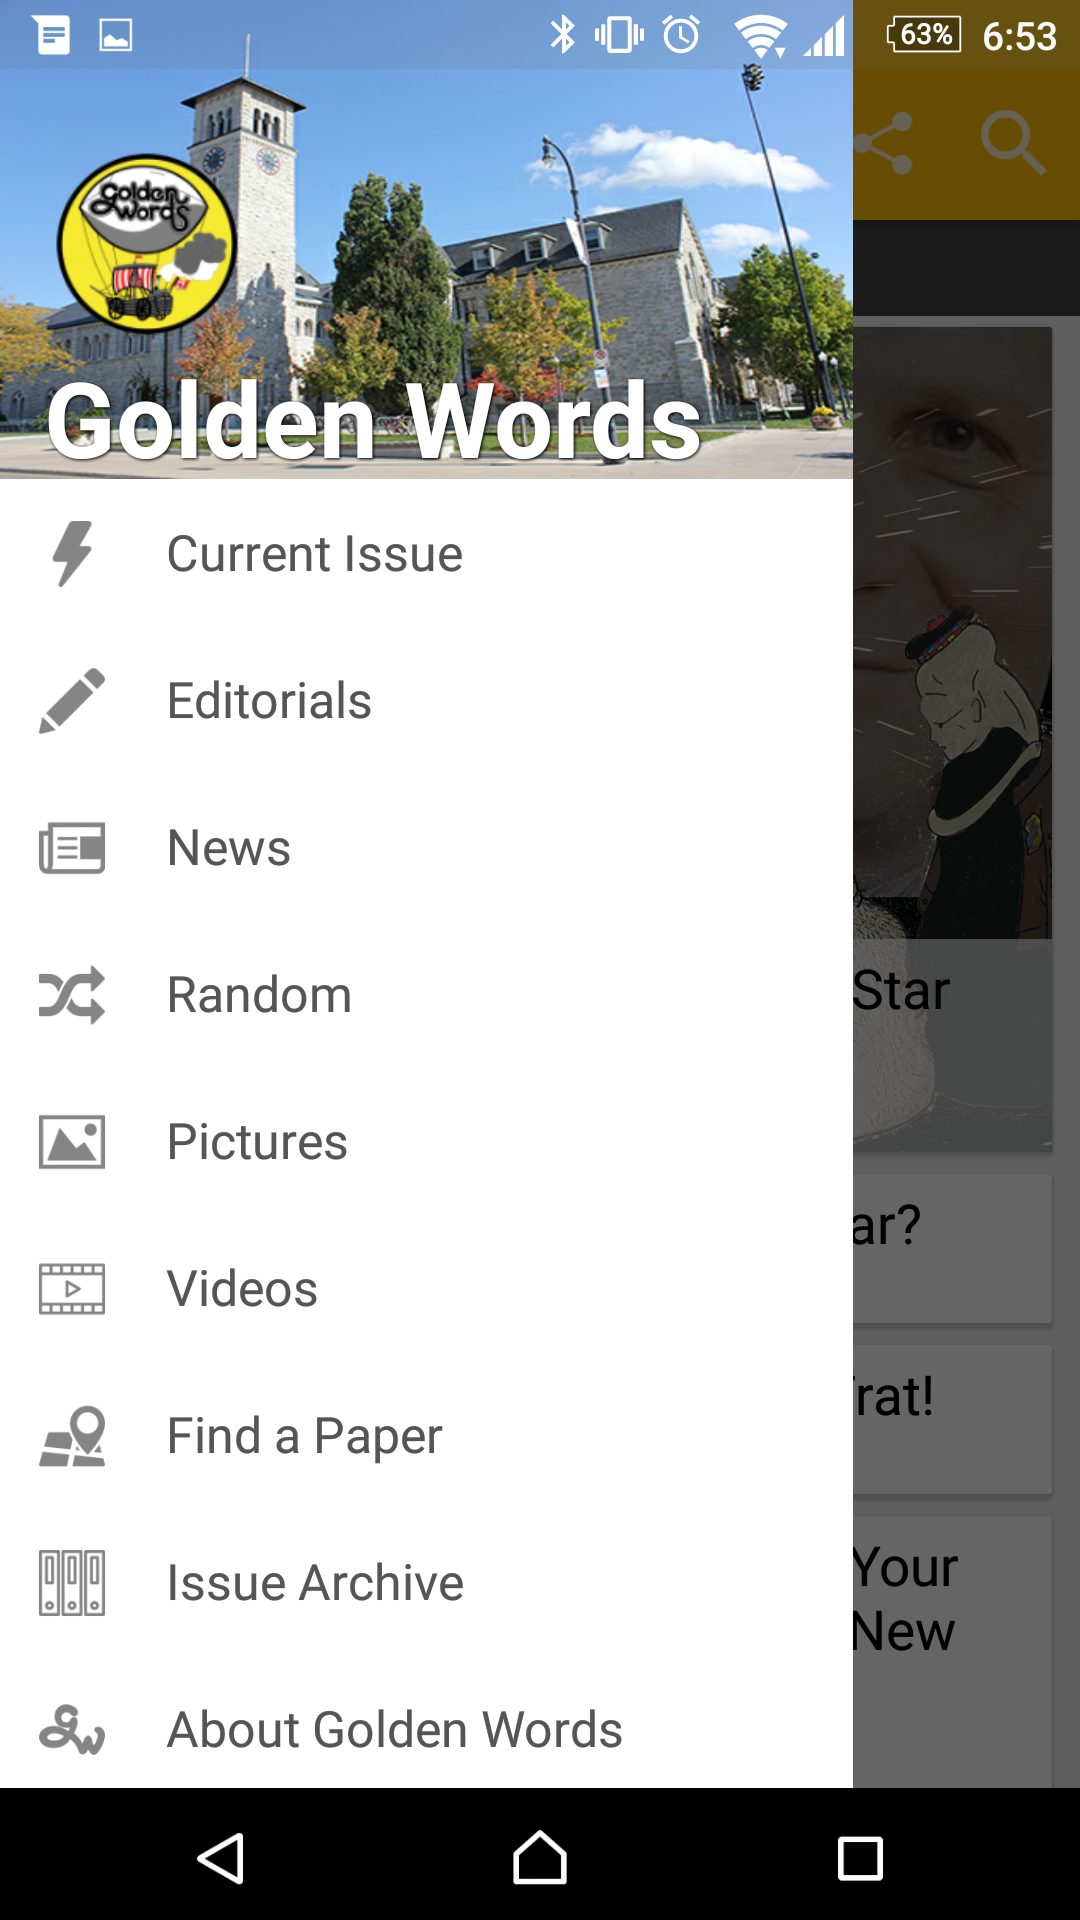 63% 6:53
Golden
Words
Golden Words
Current Issue
Editorials
News
Random
Pictures
Videos
Find a Paper
Issue Archive
About Golden Words
Star
ar?
rat!
Your
New